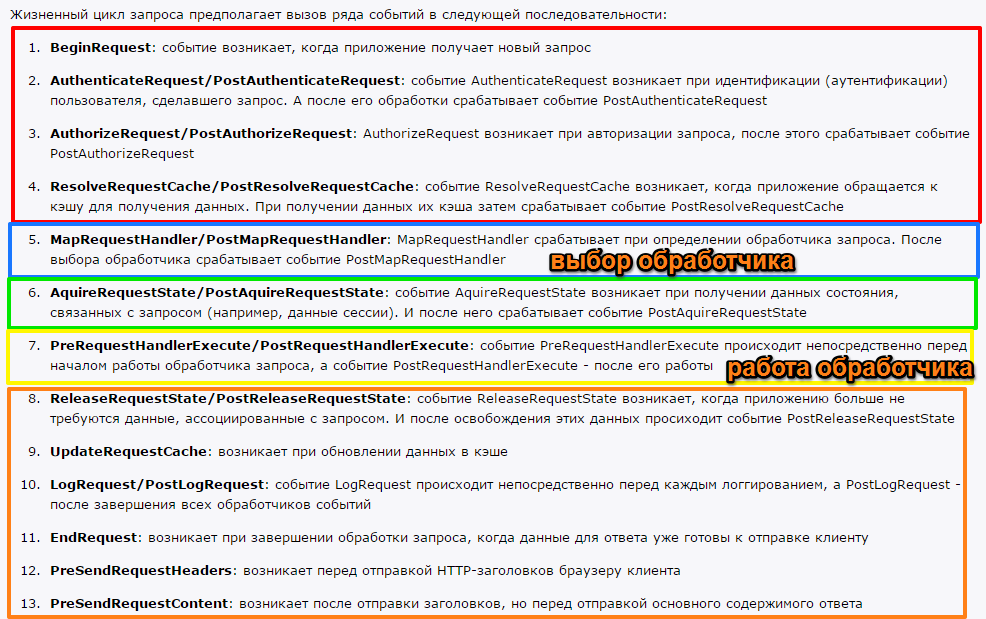 Жизненный цикл запроса предполагает вызов ряда событий в следующей последовательности:
1. BeginRequest: событие возникает, когда приложение получает новый запрос
2. AuthenticateRequest/PostAuthenticateRequest: событие AuthenticateRequest возникает при идентификации (аутентификации)
пользователя, сделавшего запрос. А после его обработки срабатывает событие PostAuthenticateRequest
3. AuthorizeRequest/PostAuthorizeRequest: AuthorizeRequest возникает при авторизации запроса, после этого срабатывает событие
PostAuthorizeRequest
4. ResolveRequestCache/PostResolveRequestCache: событие ResolveRequestCache возникает, когда приложение обращается к
кэшу для получения данных. При получении данных их кэша затем срабатывает событие PostResolveRequestCache
5. MapRequestHandler/PostMapRequestHandler: MapRequestHandler срабатывает при определении обработчика запроса. После
выбора обработчика срабатывает событие PostMapRequestHandler
выбор обработчика
6. AquireRequestState/PostAquireRequestState: событие AquireRequestState возникает при получении данных состояния,
связанных с запросом (например, данные сессии). И после него срабатывает событие PostAquireRequestState
7. PreRequestHandlerExecute/PostRequestHandlerExecute: событие PreRequestHandlerExecute происходит непосредственно перед
началом работы обработчика запроса, а событие PostRequestHandlerExecute - после его работы
работа обработчика
8. ReleaseRequestState/PostReleaseRequestState: событие ReleaseRequestState возникает, когда приложению больше не
требуются данные, ассоциированные с запросом. И после освобождения этих данных просиходит событие PostReleaseRequestState
9. UpdateRequestCache: возникает при обновлении данных в кэше
10. LogRequest/PostLogRequest: событие LogRequest происходит непосредственно перед каждым логгированием, а PostLogRequest -
после завершения всех обработчиков событий
11. EndRequest: возникает при завершении обработки запроса, когда данные для ответа уже готовы к отправке клиенту
12. PreSendRequestHeaders: возникает перед отправкой HTTP-заголовков браузеру клиента
13. PreSendRequestContent: возникает после отправки заголовков, но перед отправкой основного содержимого ответа